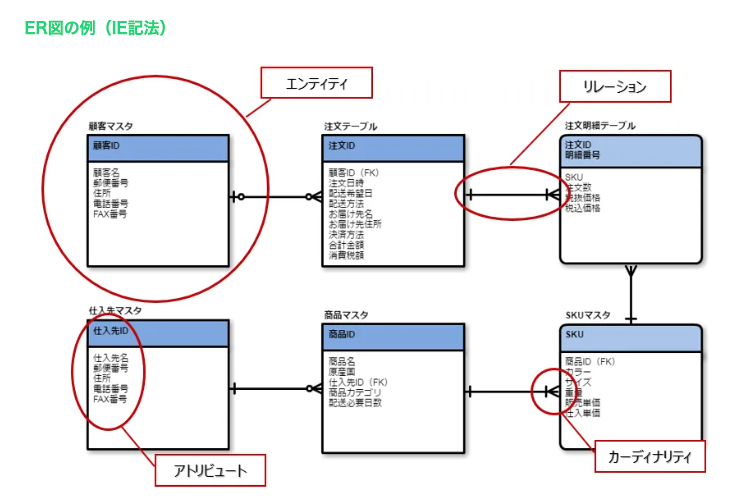 ER図の例（IE記法）
エンティティ
リレーション
顧客マスタ
顧客ID
顧客名
郵便番号
住所
電話番号
FAX番号
注文テーブル
注文ID
顧客ID（FK）
注文日時
配送希望日
配送方法
お届け先名
お届け先住所
決済方法
合計金額
消費税額
注文明細テーブル
注文ID
明細番号
SKU
注文数
税抜価格
税込価格
仕入先マスタ
仕入先ID
仕入先名
郵便番号
住所
電話番号
FAX番号
商品マスタ
商品ID
商品名
原産国
仕入先ID（FK）
商品カテゴリ
配送必要日数
SKUマスタ
SKU
商品ID（FK）
カラー
サイズ
重量
販売単価
仕入単価
アトリビュート
カーディナリティ